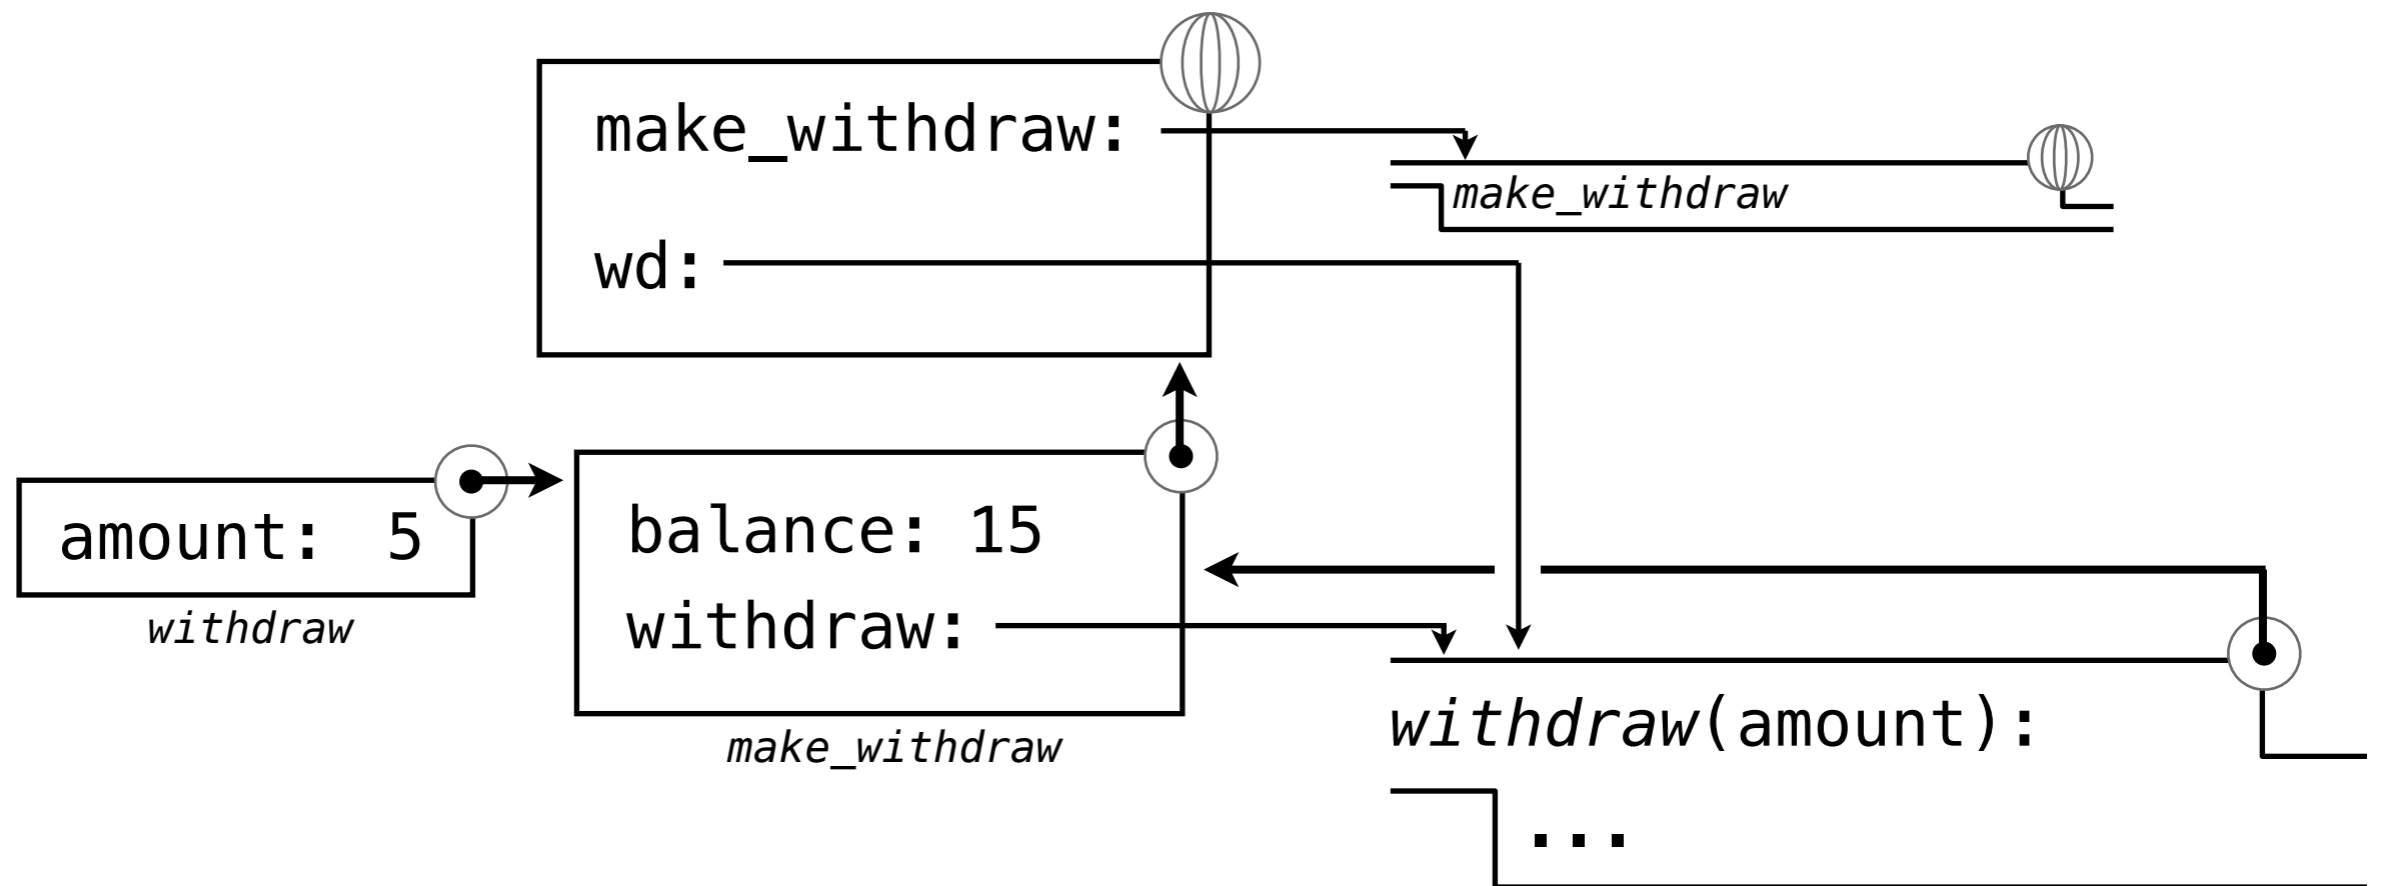 make_withdraw:
make_withdraw
wd:
amount: 5
withdraw
balance: 15
withdraw:
make_withdraw
withdraw(amount):
...